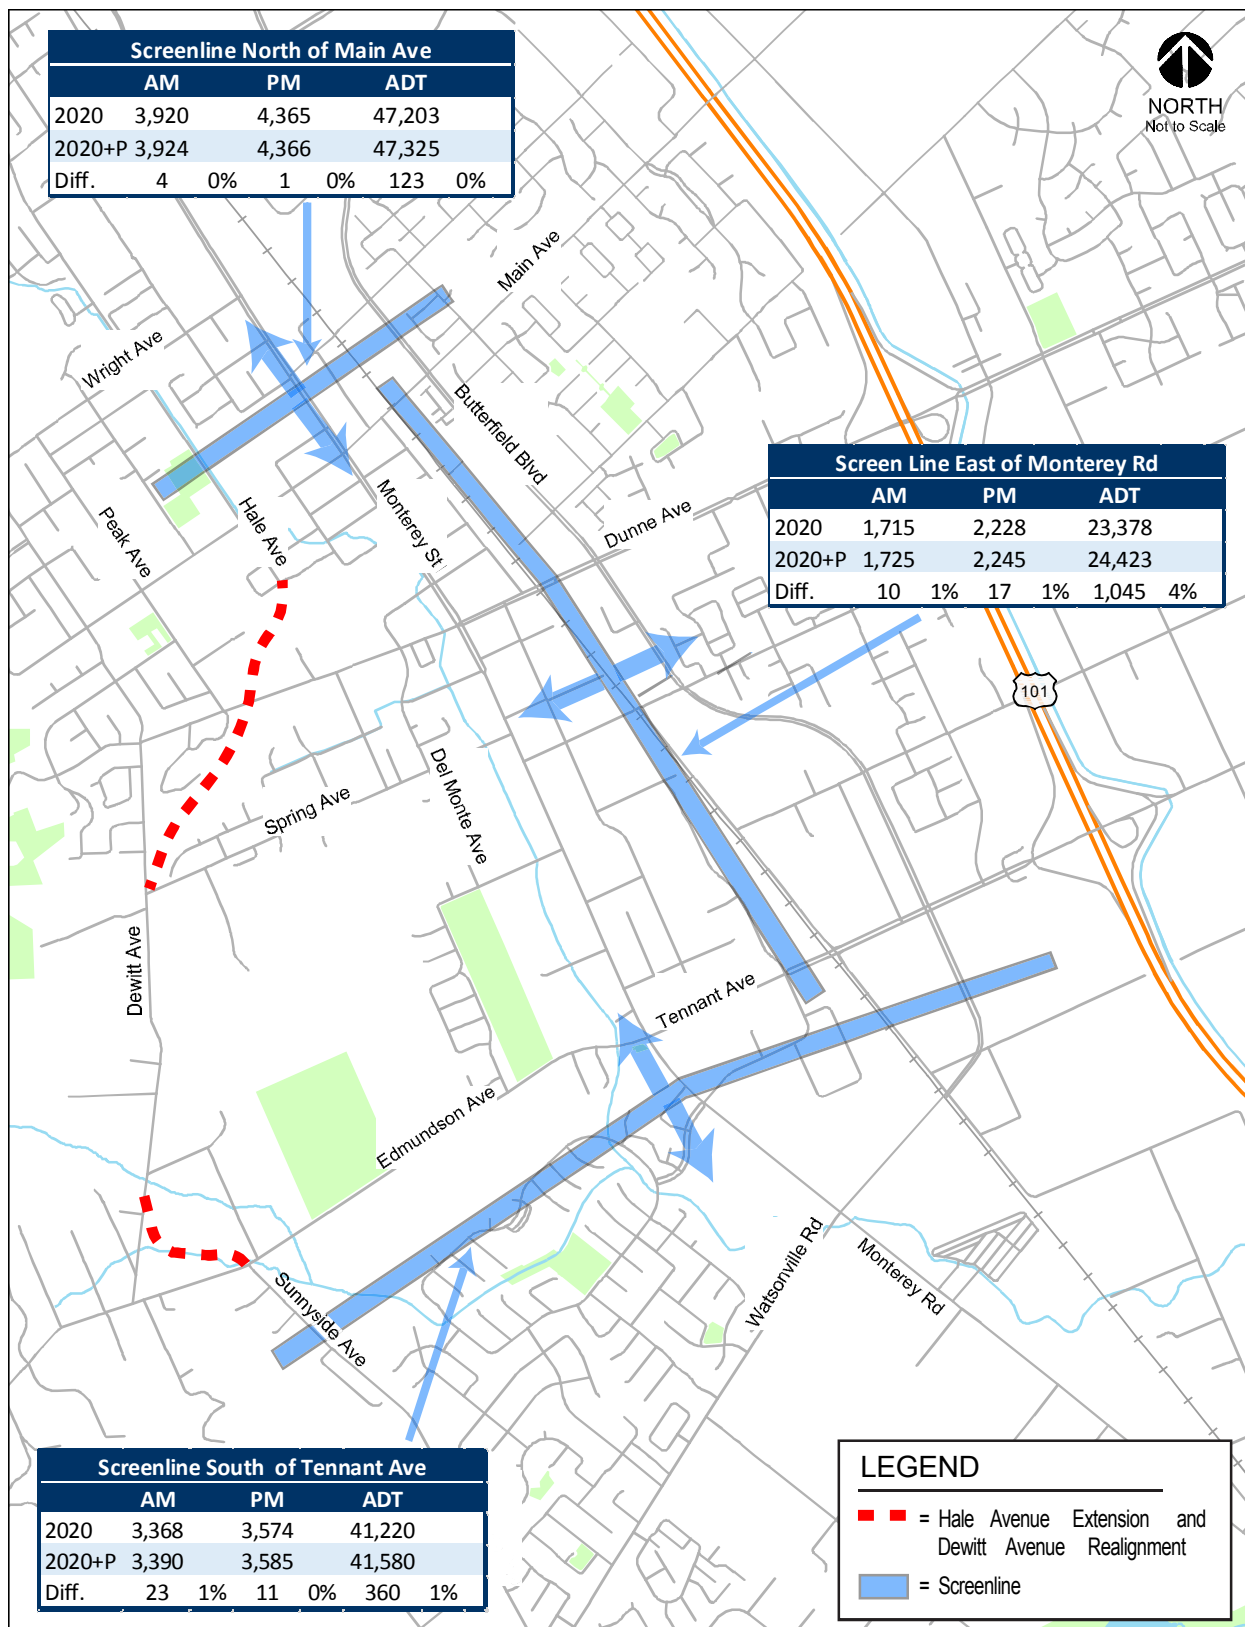 Screenline North of Main Ave
AM PM ADT
2020 3,920 4,365 47,203
2020+P 3,924 4,366 47,325
Diff. 4 0% 1 0% 123 0%
NORTH
Not to Scale
Main Ave
Wright Ave
Butterfield Blvd
Screen Line East of Monterey Rd
AM PM ADT
2020 1,715 2,228 23,378
2020+P 1,725 2,245 24,423
Diff. 10 1% 17 1% 1,045 4%
Monterey St
Hale Ave
Peak Ave
Dunne Ave
101
Del Monte Ave
Spring Ave
Dewitt Ave
Tennant Ave
Edmundson Ave
Watsonville Rd
Monterey Rd
Sunnyside Ave
Screenline South of Tennant Ave
AM PM ADT
2020 3,368 3,574 41,220
2020+P 3,390 3,585 41,580
Diff. 23 1% 11 0% 360 1%
LEGEND
= Hale Avenue Extension and
Dewitt Avenue Realignment
= Screenline